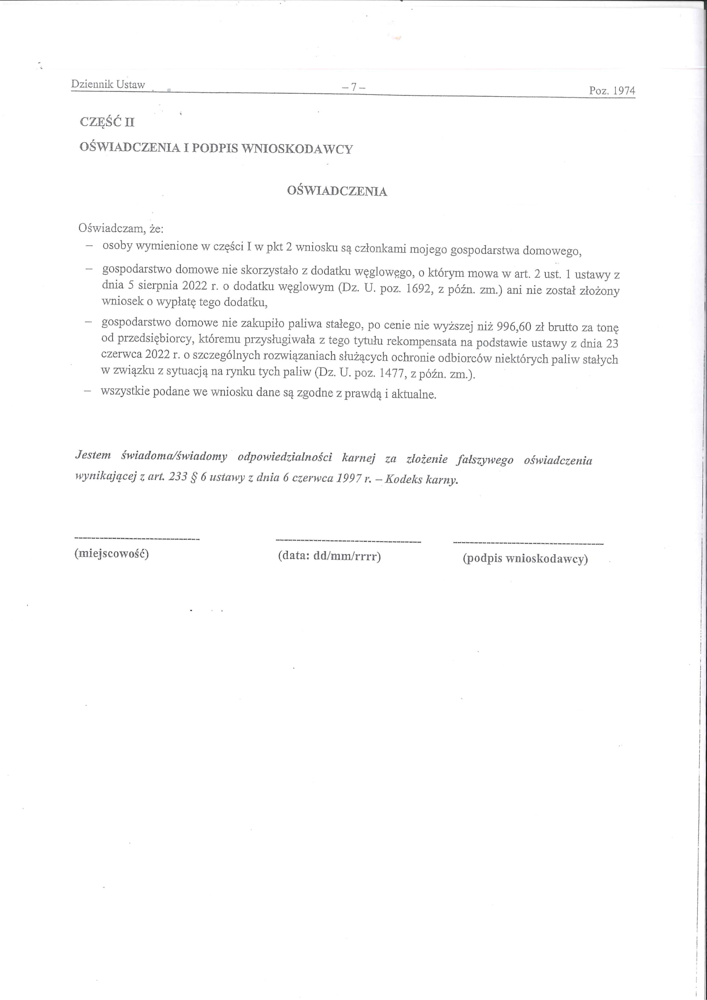 Dziennik Ustaw – 7 – Poz. 1974
CZĘŚĆ II
OŚWIADCZENIA I PODPIS WNIOSKODAWCY
OŚWIADCZENIA
Oświadczam, że:
– osoby wymienione w części I w pkt 2 wniosku są członkami mojego gospodarstwa domowego,
– gospodarstwo domowe nie skorzystało z dodatku węglowego, o którym mowa w art. 2 ust. 1 ustawy z
dnia 5 sierpnia 2022 r. o dodatku węglowym (Dz. U. poz. 1692, z późn. zm.) ani nie został złożony
wniosek o wypłatę tego dodatku,
– gospodarstwo domowe nie zakupiło paliwa stałego, po cenie nie wyższej niż 996,60 zł brutto za tonę
od przedsiębiorcy, któremu przysługiwała z tego tytułu rekompensata na podstawie ustawy z dnia 23
czerwca 2022 r. o szczególnych rozwiązaniach służących ochronie odbiorców niektórych paliw stałych
w związku z sytuacją na rynku tych paliw (Dz. U. poz. 1477, z późn. zm.).
– wszystkie podane we wniosku dane są zgodne z prawdą i aktualne.
Jestem świadoma/świadomy odpowiedzialności karnej za złożenie fałszywego oświadczenia
wynikającej z art. 233 § 6 ustawy z dnia 6 czerwca 1997 r. – Kodeks karny.
(miejscowość) (data: dd/mm/rrrr) (podpis wnioskodawcy)